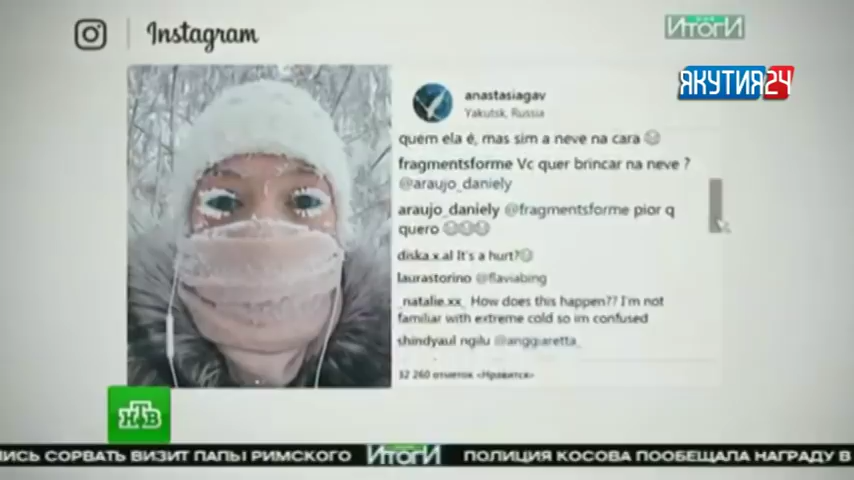 Instagram
Итоги
ЯКУТИЯ24
anastasiagav
Yakutsk, Russia
quem ela é, mas sim a neve na cara
fragmentsforme Vc quer brincar na neve ?
@araujo_daniely
araujo_daniely @fragmentsforme pior q
quero
diska.x.al It's a hurt?
laurastorino @flaviabing
_natalie.xx_ How does this happen?? I'm not
familiar with extreme cold so im confused
shindyaul ngilu @anggiaretta_
32 260 отметок «Нравится»
НТВ
ИСЬ СОРВАТЬ ВИЗИТ ПАПЫ РИМСКОГО Итоги ПОЛИЦИЯ КОСОВА ПООБЕЩАЛА НАГРАДУ В